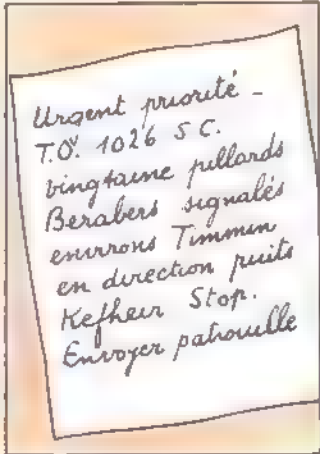 Urgent priorité -
T.O. 1026 S C.
vingtaine pillards
Berabers signalés
environs Timmin
en direction puits
Kefheir Stop.
Envoyer patrouille